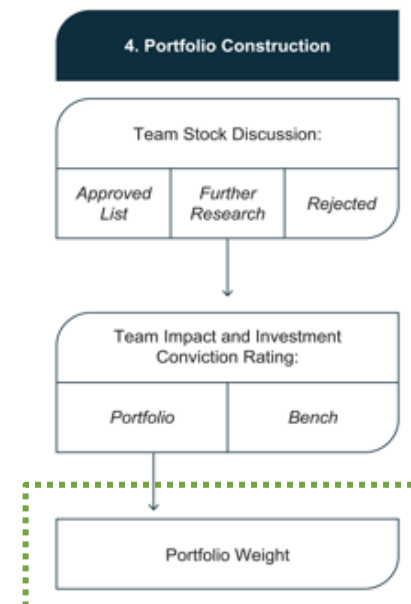 4. Portfolio Construction
Team Stock Discussion:
Approved
List
Further
Research
Rejected
Team Impact and Investment
Conviction Rating:
Portfolio
Bench
Portfolio Weight